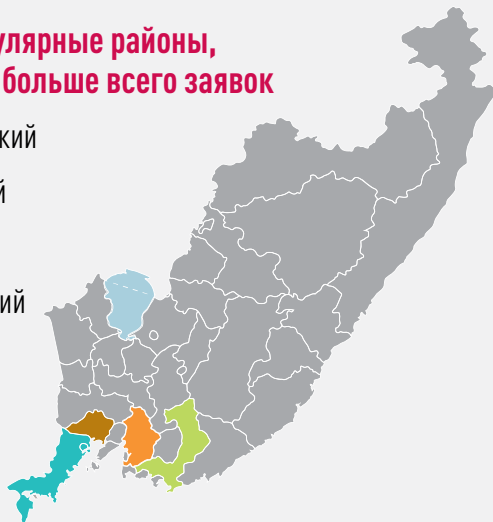 улярные районы,
больше всего заявок
кий
й
ий